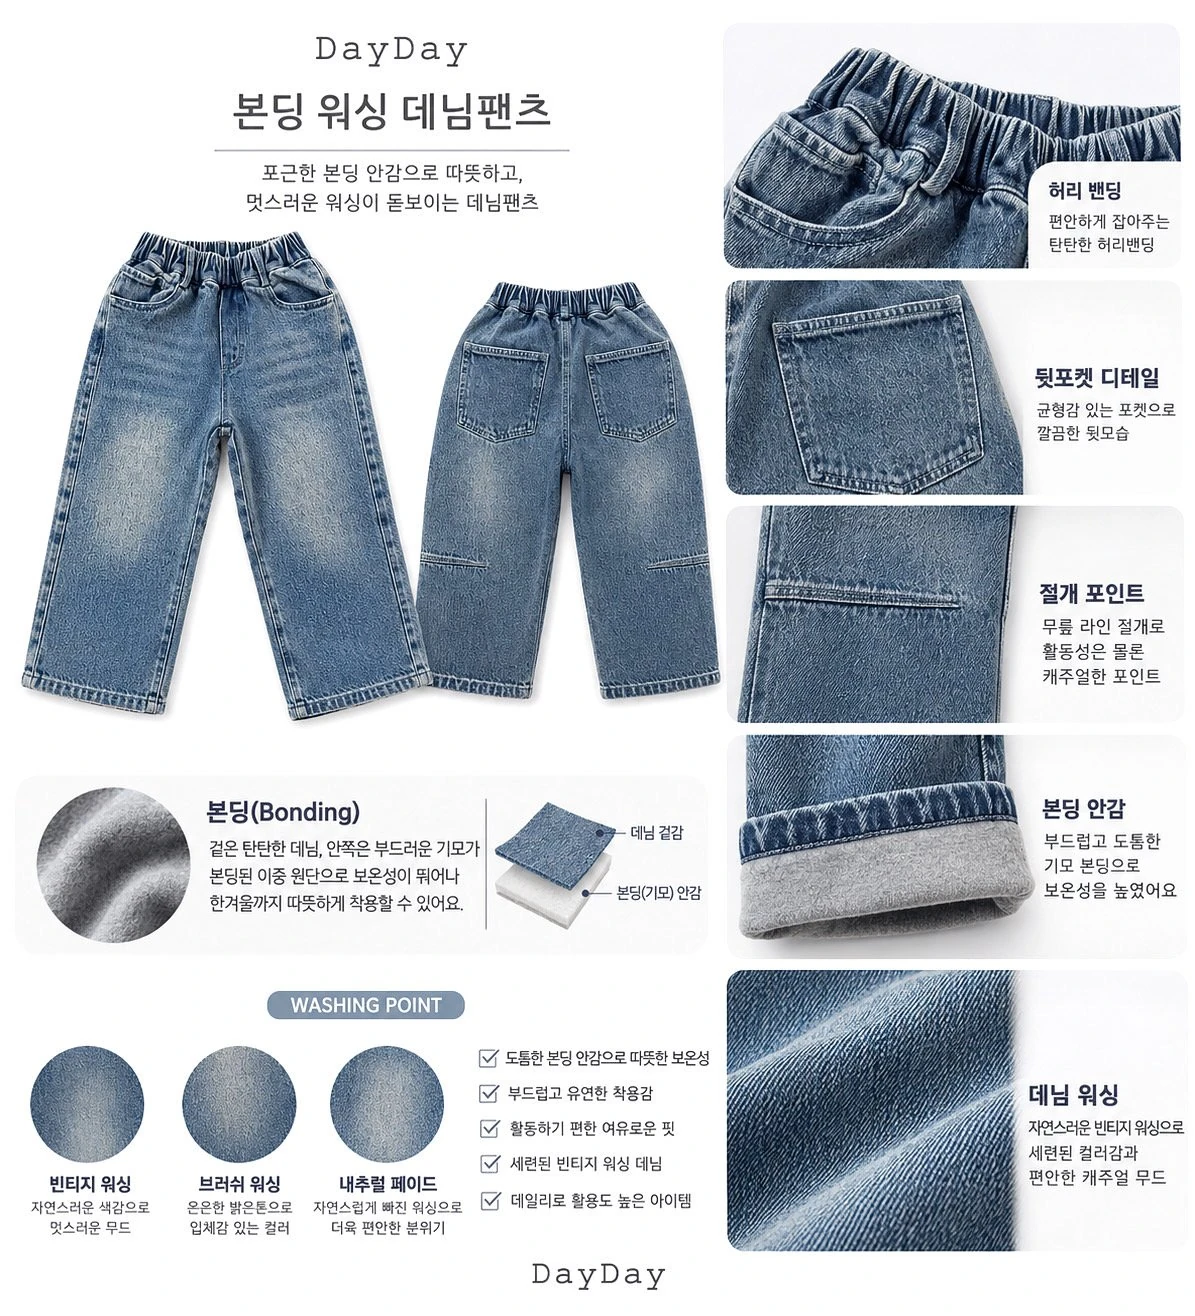 DayDay
본딩 워싱 데님팬츠
포근한 본딩 안감으로 따뜻하고,
멋스러운 워싱이 돋보이는 데님팬츠
허리 밴딩
편안하게 잡아주는
탄탄한 허리밴딩
뒷포켓 디테일
균형감 있는 포켓으로
깔끔한 뒷모습
절개 포인트
무릎 라인 절개로
활동성은 물론
캐주얼한 포인트
본딩(Bonding)
겉은 탄탄한 데님, 안쪽은 부드러운 기모가
본딩된 이중 원단으로 보온성이 뛰어나
한겨울까지 따뜻하게 착용할 수 있어요.
데님 겉감
본딩(기모) 안감
본딩 안감
부드럽고 도톰한
기모 본딩으로
보온성을 높였어요
WASHING POINT
빈티지 워싱
자연스러운 색감으로
멋스러운 무드
브러쉬 워싱
은은한 밝은톤으로
입체감 있는 컬러
내추럴 페이드
자연스럽게 빠진 워싱으로
더욱 편안한 분위기
도톰한 본딩 안감으로 따뜻한 보온성
부드럽고 유연한 착용감
활동하기 편한 여유로운 핏
세련된 빈티지 워싱 데님
데일리로 활용도 높은 아이템
데님 워싱
자연스러운 빈티지 워싱으로
세련된 컬러감과
편안한 캐주얼 무드
DayDay